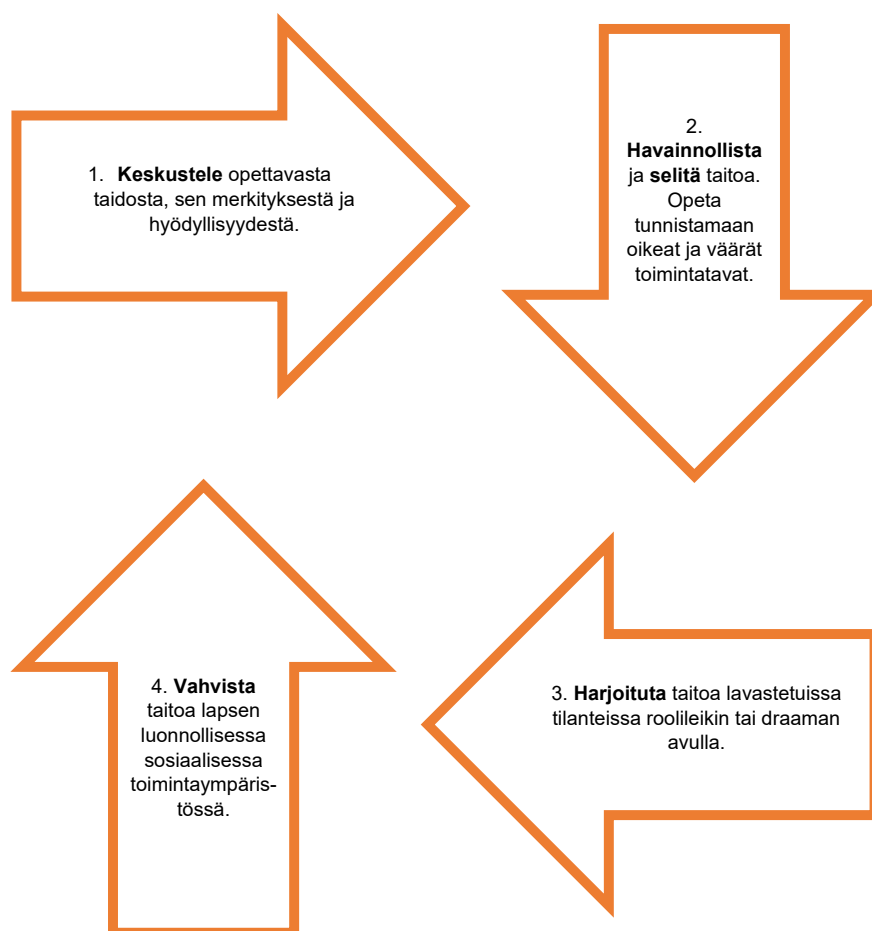 1. Keskustele opettavasta
taidosta, sen merkityksestä ja
hyödyllisyydestä.
2.
Havainnollista
ja selitä taitoa.
Opeta
tunnistamaan
oikeat ja väärät
toimintatavat.
3. Harjoituta taitoa lavastetuissa
tilanteissa roolileikin tai draaman
avulla.
4. Vahvista
taitoa lapsen
luonnollisessa
sosiaalisessa
toimintaympäris-
tössä.